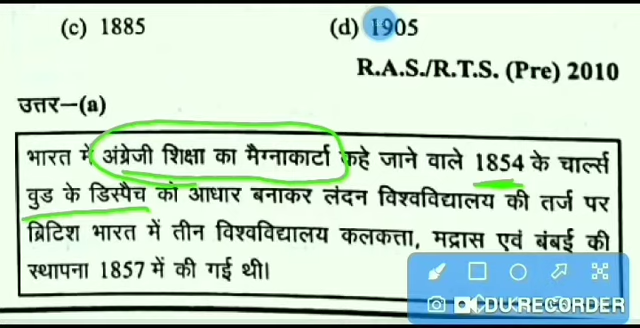 (c) 1885 (d) 1905
R.A.S./R.T.S. (Pre) 2010
उत्तर–(a)
भारत में अंग्रेजी शिक्षा का मैग्नाकार्टा कहे जाने वाले 1854 के चार्ल्स
वुड के डिस्पैच को आधार बनाकर लंदन विश्वविद्यालय की तर्ज पर
ब्रिटिश भारत में तीन विश्वविद्यालय कलकत्ता, मद्रास एवं बंबई की
स्थापना 1857 में की गई थी।
DU RECORDER